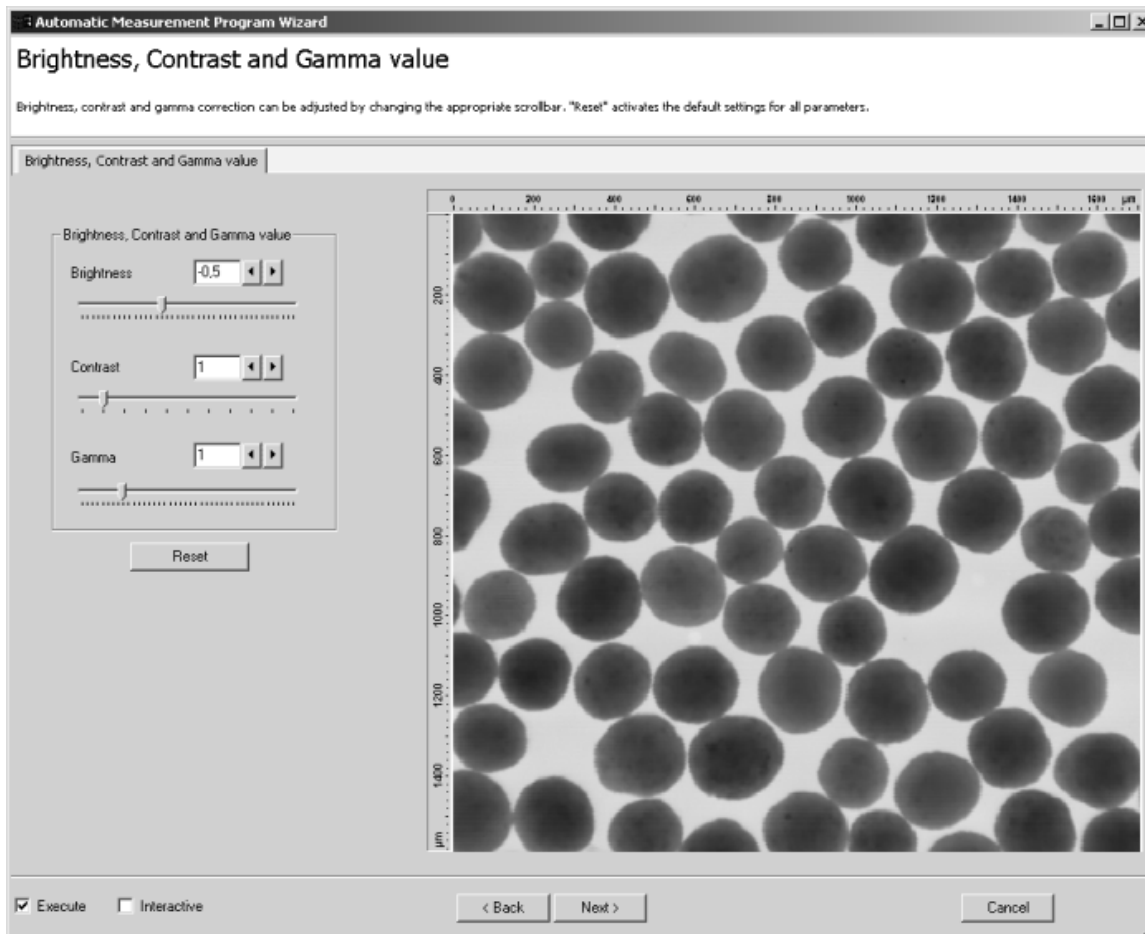 Automatic Measurement Program Wizard
Brightness, Contrast and Gamma value
Brightness, contrast and gamma correction can be adjusted by changing the appropriate scrollbar. "Reset" activates the default settings for all parameters.
Brightness, Contrast and Gamma value
0 200 400 600 800 1000 1200 1400 1600 µm
Brightness, Contrast and Gamma value
Brightness -0,5
200
Contrast 1
400
Gamma 1
600
800
Reset
1000
1200
1400
µm
Execute Interactive < Back Next > Cancel